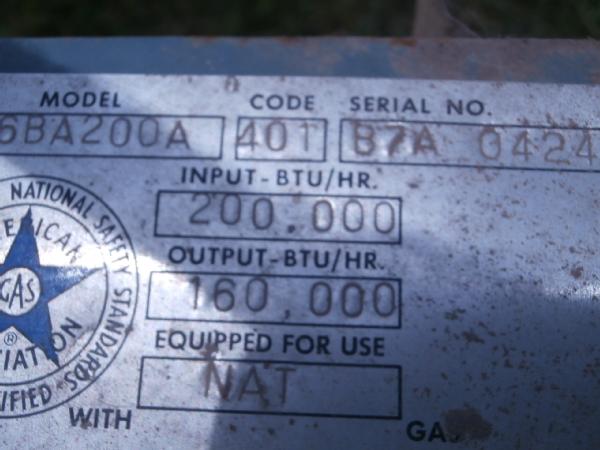 MODEL CODE SERIAL NO.
6BA200A 401 B7A 0424
INPUT-BTU/HR.
200,000
OUTPUT-BTU/HR.
160,000
EQUIPPED FOR USE
NAT
WITH
NATIONAL SAFETY STANDARDS
GAS
®